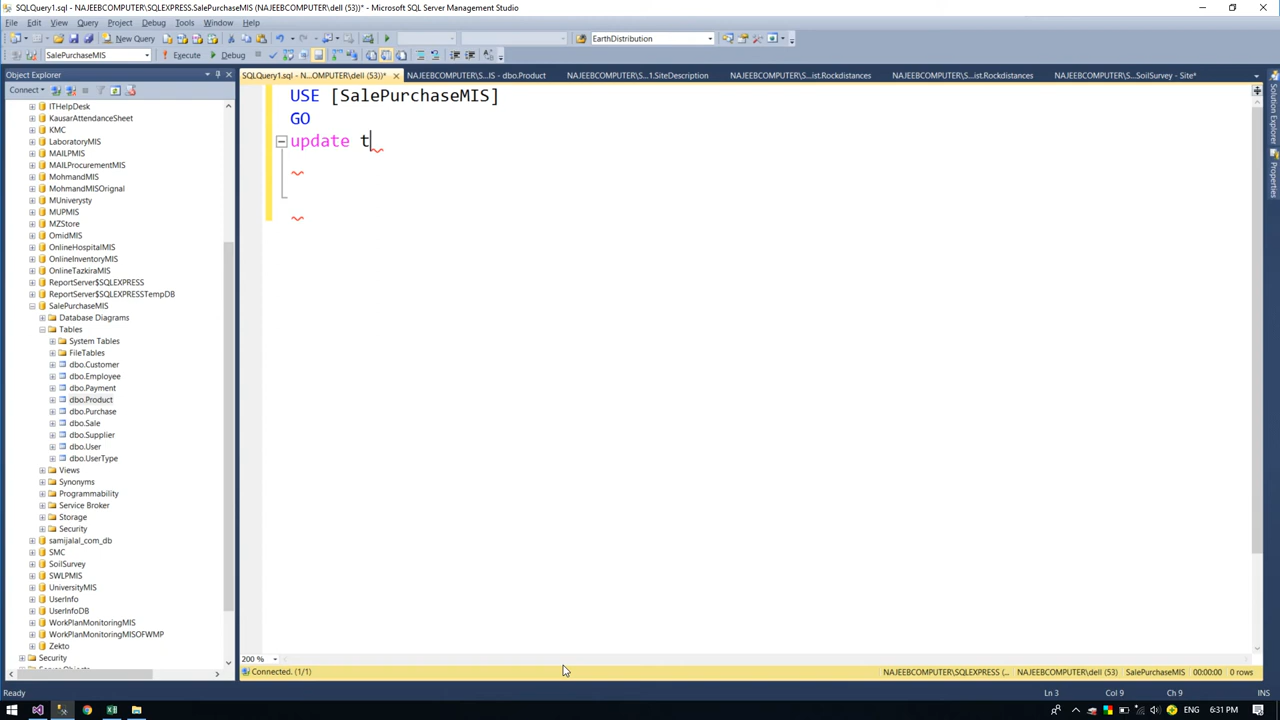 SQLQuery1.sql - NAJEEBCOMPUTER\SQLEXPRESS.SalePurchaseMIS (NAJEEBCOMPUTER\dell (53))* - Microsoft SQL Server Management Studio
File Edit View Query Project Debug Tools Window Help
New Query EarthDistribution
SalePurchaseMIS Execute Debug
Object Explorer
SQLQuery1.sql - N...OMPUTER\dell (53))* NAJEEBCOMPUTER\S...IS - dbo.Product NAJEEBCOMPUTER\S...1.SiteDescription NAJEEBCOMPUTER\S...ist.Rockdistances NAJEEBCOMPUTER\S...ist.Rockdistances NAJEEBCOMPUTER\S...SoilSurvey - Site*
Connect
ITHelpDesk
KausarAttendanceSheet
KMC
LaboratoryMIS
MAILPMIS
MAILProcurementMIS
MohmandMIS
MohmandMISOrignal
MUniverysty
MUPMIS
MZStore
OmidMIS
OnlineHospitalMIS
OnlineInventoryMIS
OnlineTazkiraMIS
ReportServer$SQLEXPRESS
ReportServer$SQLEXPRESSTempDB
SalePurchaseMIS
Database Diagrams
Tables
System Tables
FileTables
dbo.Customer
dbo.Employee
dbo.Payment
dbo.Product
dbo.Purchase
dbo.Sale
dbo.Supplier
dbo.User
dbo.UserType
Views
Synonyms
Programmability
Service Broker
Storage
Security
samijalal_com_db
SMC
SoilSurvey
SWLPMIS
UniversityMIS
UserInfo
UserInfoDB
WorkPlanMonitoringMIS
WorkPlanMonitoringMISOFWMP
Zekto
Security
USE [SalePurchaseMIS]
GO
update t
Solution Explorer
Properties
200 %
Connected. (1/1) NAJEEBCOMPUTER\SQLEXPRESS (... NAJEEBCOMPUTER\dell (53) SalePurchaseMIS 00:00:00 0 rows
Ready Ln 3 Col 9 Ch 9 INS
ENG 6:31 PM